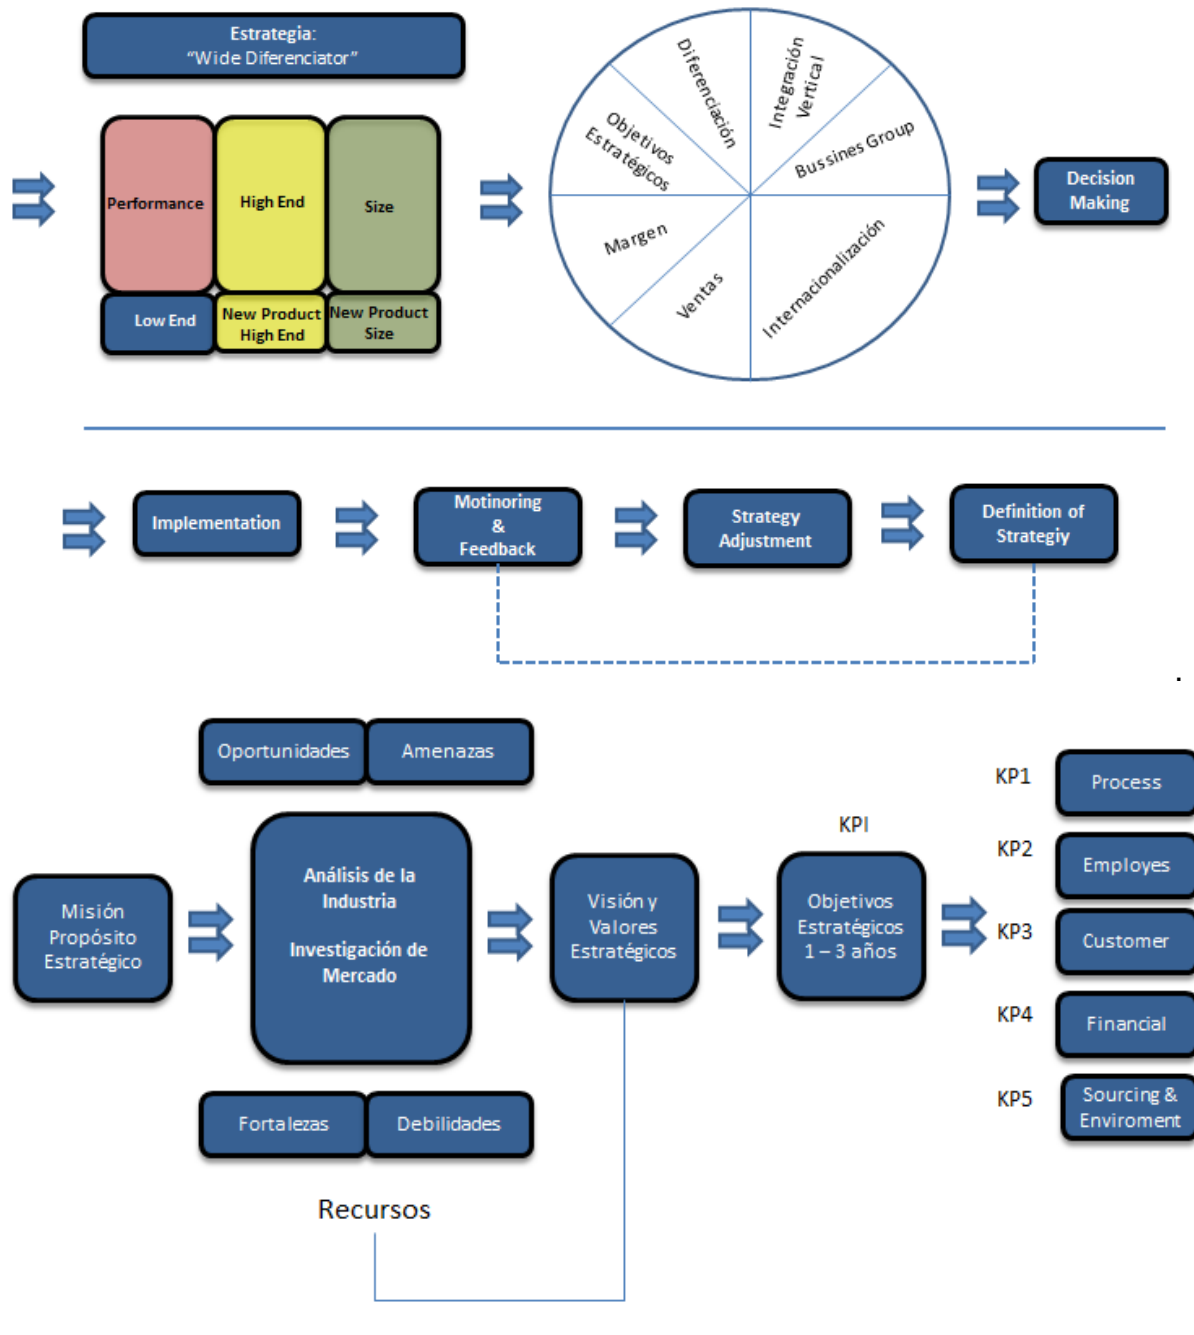 Estrategia:
“Wide Diferenciator”
Performance
High End
Size
Low End
New Product
High End
New Product
Size
Diferenciación
Integración
Vertical
Objetivos
Estratégicos
Bussines Group
Margen
Ventas
Internacionalización
Decision
Making
Implementation
Motinoring
&
Feedback
Strategy
Adjustment
Definition of
Strategiy
.
Oportunidades
Amenazas
Misión
Propósito
Estratégico
Análisis de la
Industria
Investigación de
Mercado
Visión y
Valores
Estratégicos
KPI
Objetivos
Estratégicos
1 – 3 años
KP1
Process
KP2
Employes
KP3
Customer
KP4
Financial
KP5
Sourcing &
Enviroment
Fortalezas
Debilidades
Recursos